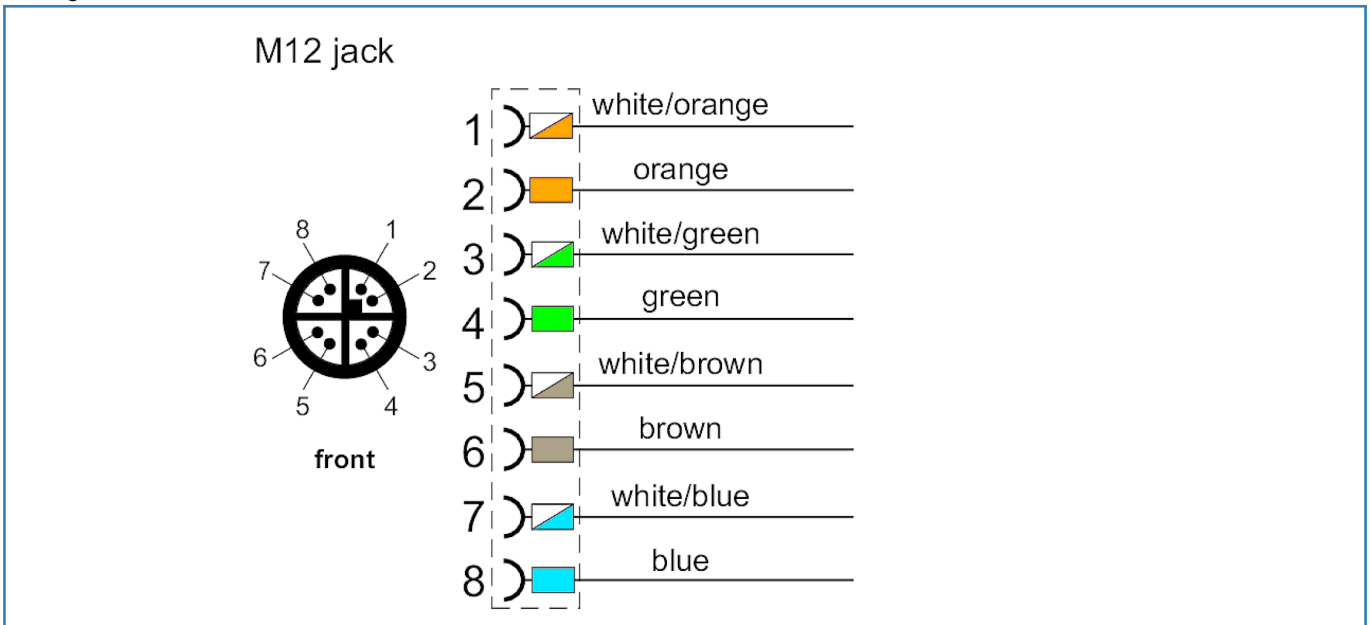 M12 jack
1 white/orange
2 orange
3 white/green
4 green
5 white/brown
6 brown
7 white/blue
8 blue
8 1
7 2
6 3
5 4
front